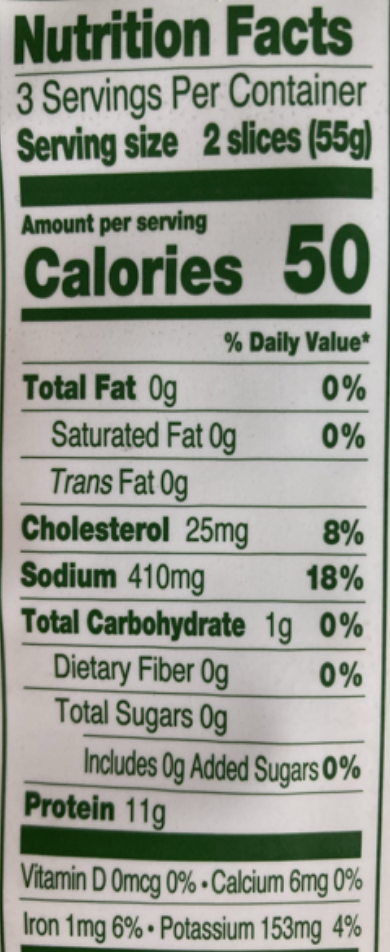 Nutrition Facts
3 Servings Per Container
Serving size 2 slices (55g)
Amount per serving
Calories 50
% Daily Value*
Total Fat 0g 0%
Saturated Fat 0g 0%
Trans Fat 0g
Cholesterol 25mg 8%
Sodium 410mg 18%
Total Carbohydrate 1g 0%
Dietary Fiber 0g 0%
Total Sugars 0g
Includes 0g Added Sugars 0%
Protein 11g
Vitamin D 0mcg 0% • Calcium 6mg 0%
Iron 1mg 6% • Potassium 153mg 4%